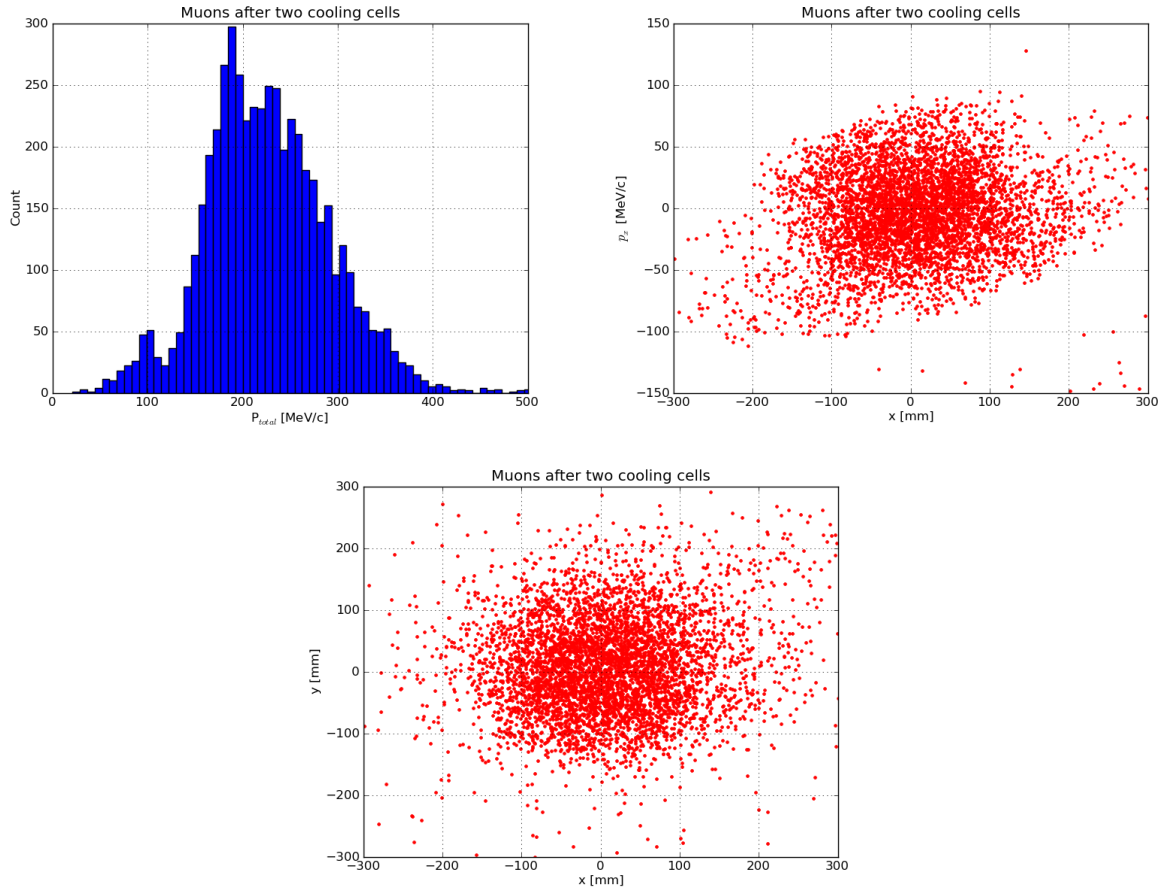 Muons after two cooling cells
300
250
200
150
100
50
0
Count
0 100 200 300 400 500
P_total [MeV/c]
Muons after two cooling cells
150
100
50
0
−50
−100
−150
p_x [MeV/c]
−300 −200 −100 0 100 200 300
x [mm]
Muons after two cooling cells
300
200
100
0
−100
−200
−300
y [mm]
−300 −200 −100 0 100 200 300
x [mm]